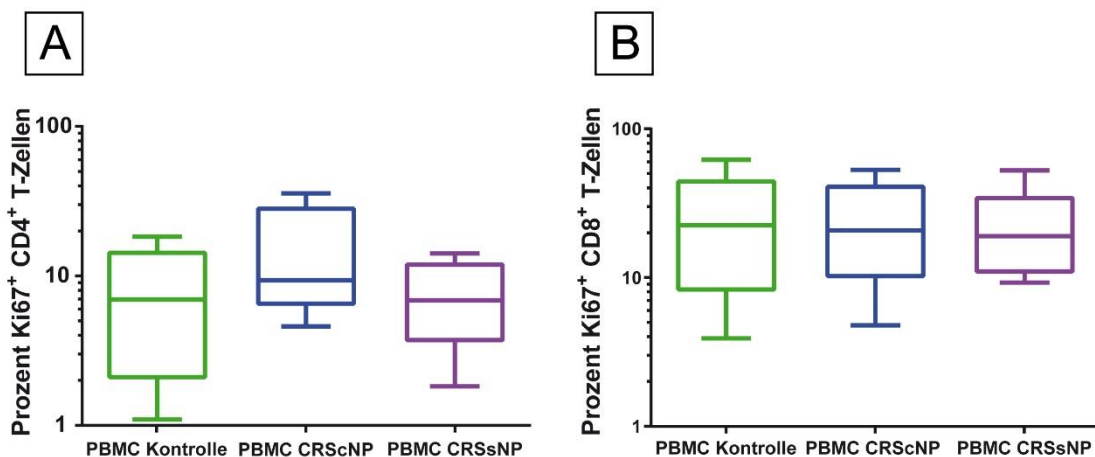 A
Prozent Ki67⁺ CD4⁺ T-Zellen
100
10
1
PBMC Kontrolle PBMC CRScNP PBMC CRSsNP
B
Prozent Ki67⁺ CD8⁺ T-Zellen
100
10
1
PBMC Kontrolle PBMC CRScNP PBMC CRSsNP